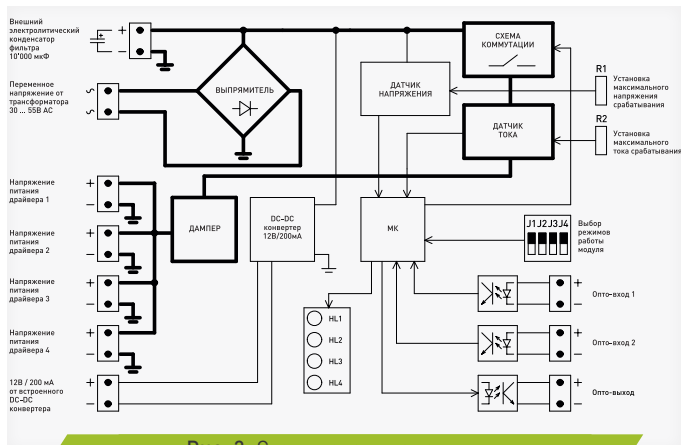 Внешний
электролитический
конденсатор
фильтра
10'000 мкФ
+
−
Переменное
напряжение от
трансформатора
30 ... 55В AC
~
~
ВЫПРЯМИТЕЛЬ
СХЕМА
КОММУТАЦИИ
ДАТЧИК
НАПРЯЖЕНИЯ
ДАТЧИК
ТОКА
R1
Установка
максимального
напряжения
срабатывания
R2
Установка
максимального
тока срабатывания
Напряжение
питания
драйвера 1
+
−
Напряжение
питания
драйвера 2
+
−
Напряжение
питания
драйвера 3
+
−
Напряжение
питания
драйвера 4
+
−
12В / 200 мА
от встроенного
DC-DC
конвертера
+
−
ДАМПЕР
DC-DC
конвертер
12В/200мА
МК
J1 J2 J3 J4
Выбор
режимов
работы
модуля
HL1
HL2
HL3
HL4
+
−
Опто-вход 1
+
−
Опто-вход 2
+
−
Опто-выход